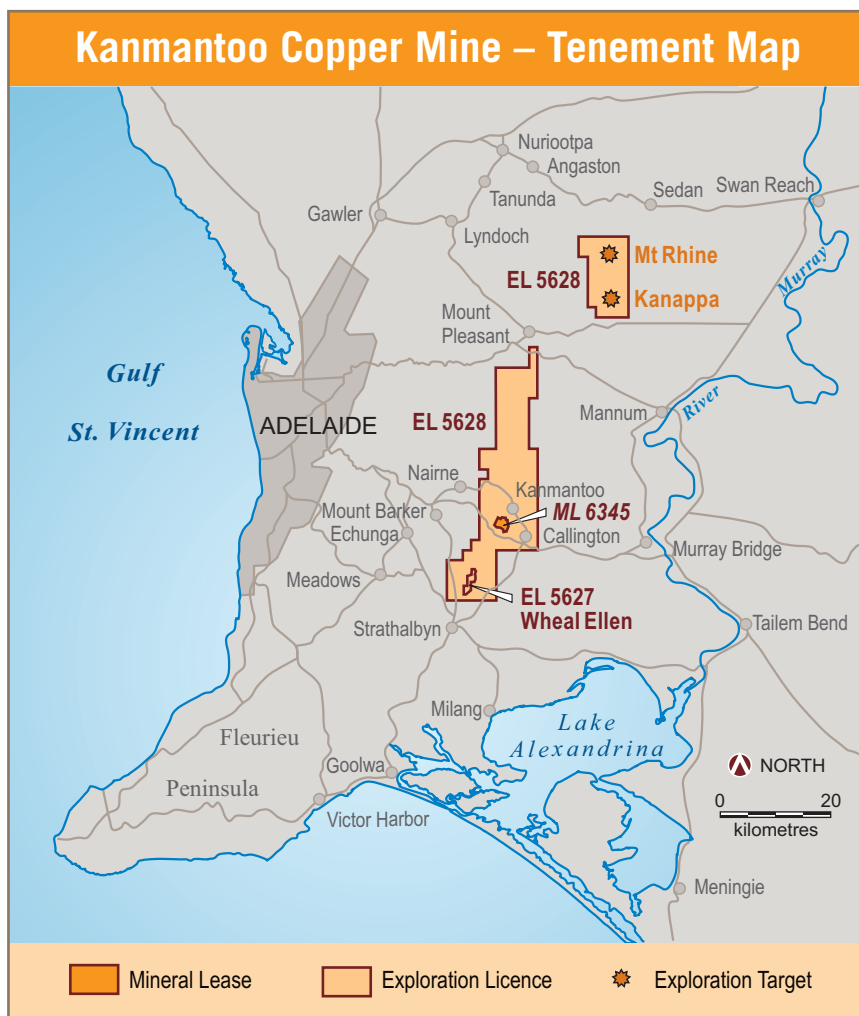 Kanmantoo Copper Mine – Tenement Map
Nuriootpa
Angaston
Tanunda
Sedan
Swan Reach
Gawler
Lyndoch
Mt Rhine
EL 5628
Kanappa
Murray
Mount
Pleasant
Gulf
St. Vincent
ADELAIDE
EL 5628
Mannum
River
Nairne
Kanmantoo
Mount Barker
ML 6345
Echunga
Callington
Murray Bridge
Meadows
EL 5627
Wheal Ellen
Strathalbyn
Tailem Bend
Milang
Lake
Alexandrina
Fleurieu
Peninsula
Goolwa
Victor Harbor
NORTH
0 20
kilometres
Meningie
Mineral Lease
Exploration Licence
Exploration Target